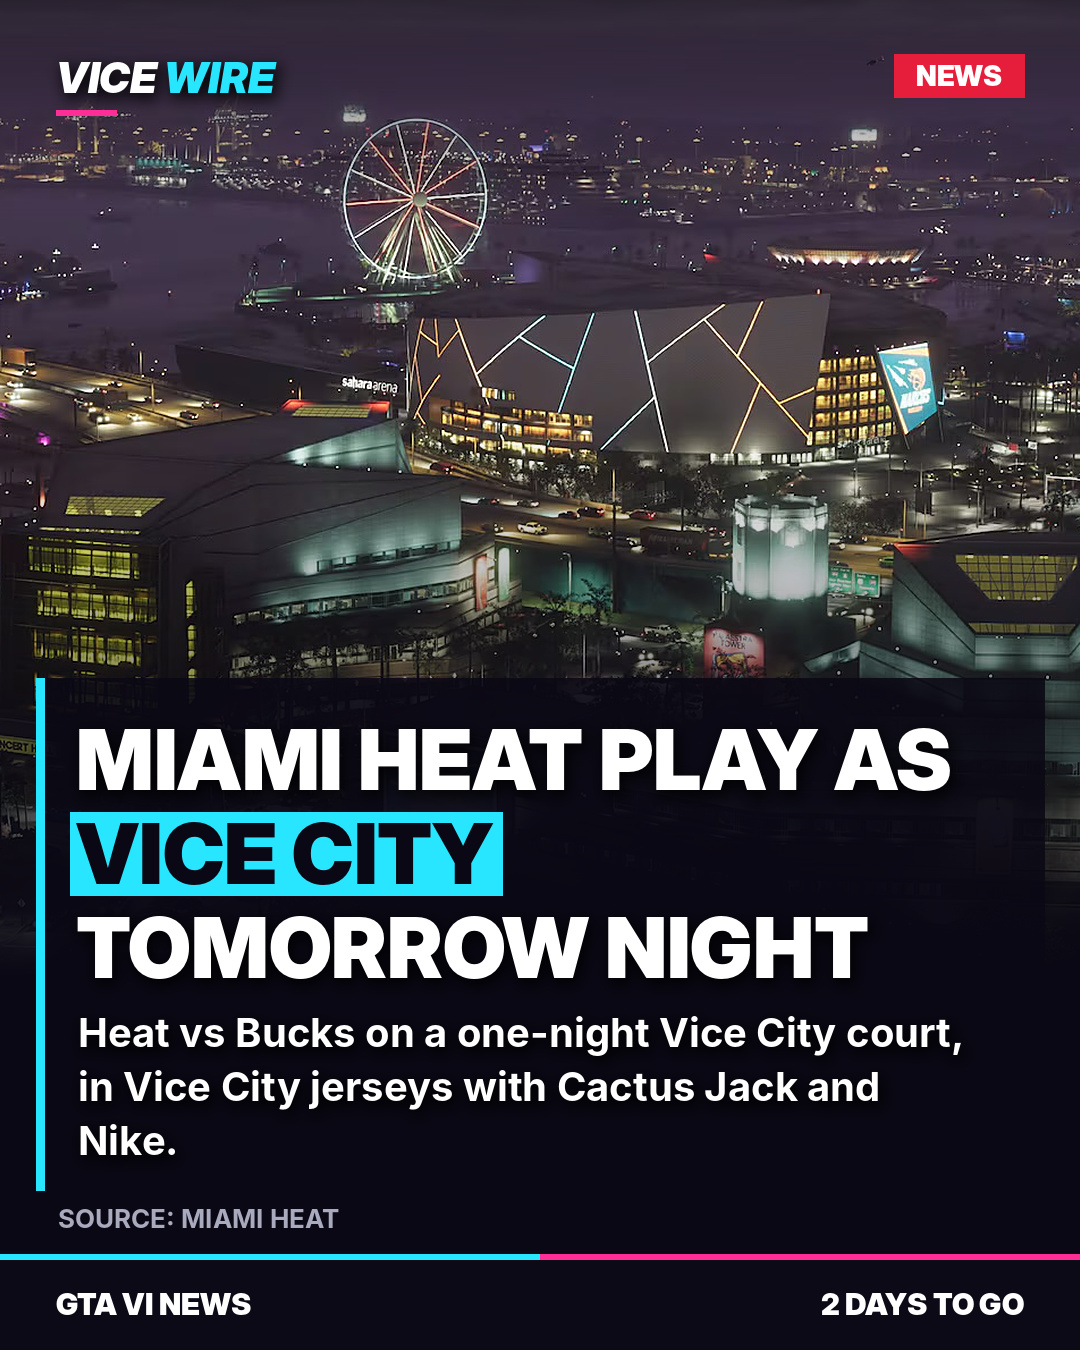 VICE WIRE
NEWS
sahara arena
MIAMI HEAT PLAY AS
VICE CITY
TOMORROW NIGHT
Heat vs Bucks on a one-night Vice City court,
in Vice City jerseys with Cactus Jack and
Nike.
SOURCE: MIAMI HEAT
GTA VI NEWS
2 DAYS TO GO